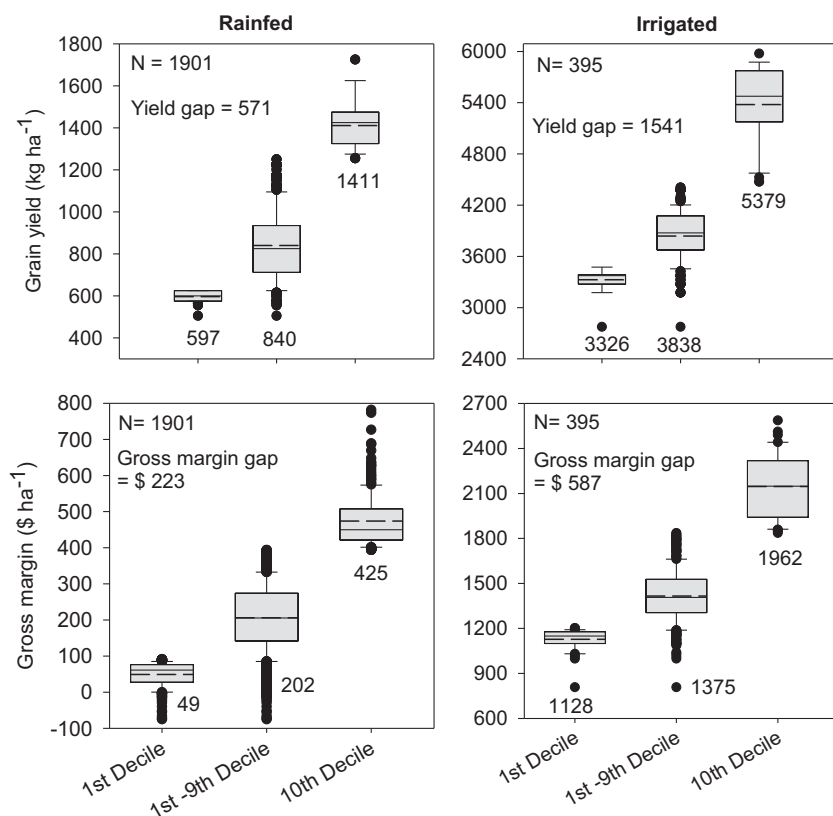 Rainfed
Irrigated
Grain yield (kg ha⁻¹)
1800
1600
1400
1200
1000
800
600
400
N = 1901
Yield gap = 571
597
840
1411
6000
5400
4800
4200
3600
3000
2400
N= 395
Yield gap = 1541
3326
3838
5379
Gross margin ($ ha⁻¹)
800
700
600
500
400
300
200
100
0
-100
N= 1901
Gross margin gap
= $ 223
49
202
425
1st Decile
1st -9th Decile
10th Decile
2700
2400
2100
1800
1500
1200
900
600
N= 395
Gross margin gap
= $ 587
1128
1375
1962
1st Decile
1st -9th Decile
10th Decile